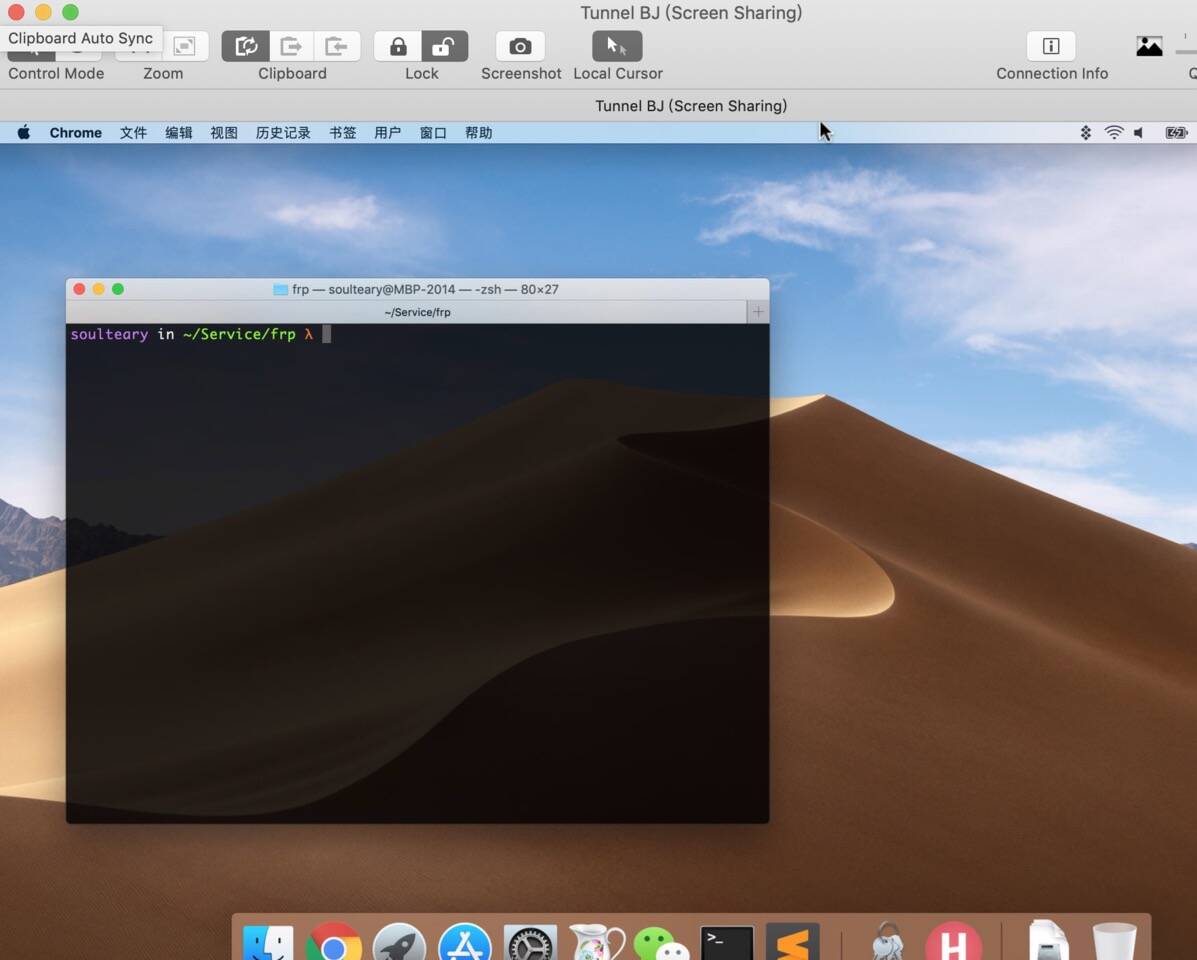 Tunnel BJ (Screen Sharing)
Clipboard Auto Sync
Control Mode Zoom Clipboard Lock Screenshot Local Cursor Connection Info Q
Tunnel BJ (Screen Sharing)
Chrome 文件 编辑 视图 历史记录 书签 用户 窗口 帮助
frp — soulteary@MBP-2014 — -zsh — 80×27
~/Service/frp
soulteary in ~/Service/frp λ
>_
H